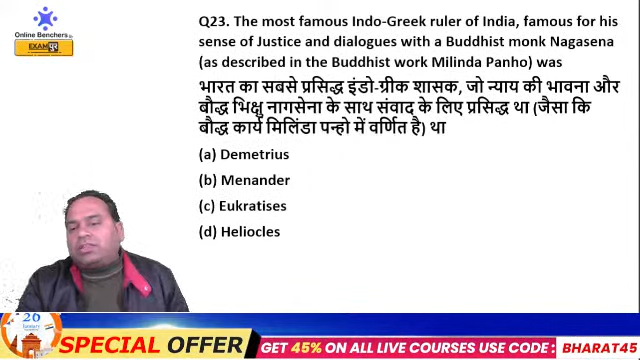 Online Benchers
EXAM पुर
Q23. The most famous Indo-Greek ruler of India, famous for his
sense of Justice and dialogues with a Buddhist monk Nagasena
(as described in the Buddhist work Milinda Panho) was
भारत का सबसे प्रसिद्ध इंडो-ग्रीक शासक, जो न्याय की भावना और
बौद्ध भिक्षु नागसेना के साथ संवाद के लिए प्रसिद्ध था (जैसा कि
बौद्ध कार्य मिलिंडा पन्हो में वर्णित है) था
(a) Demetrius
(b) Menander
(c) Eukratises
(d) Heliocles
26
January
SPECIAL OFFER
GET 45% ON ALL LIVE COURSES USE CODE : BHARAT45